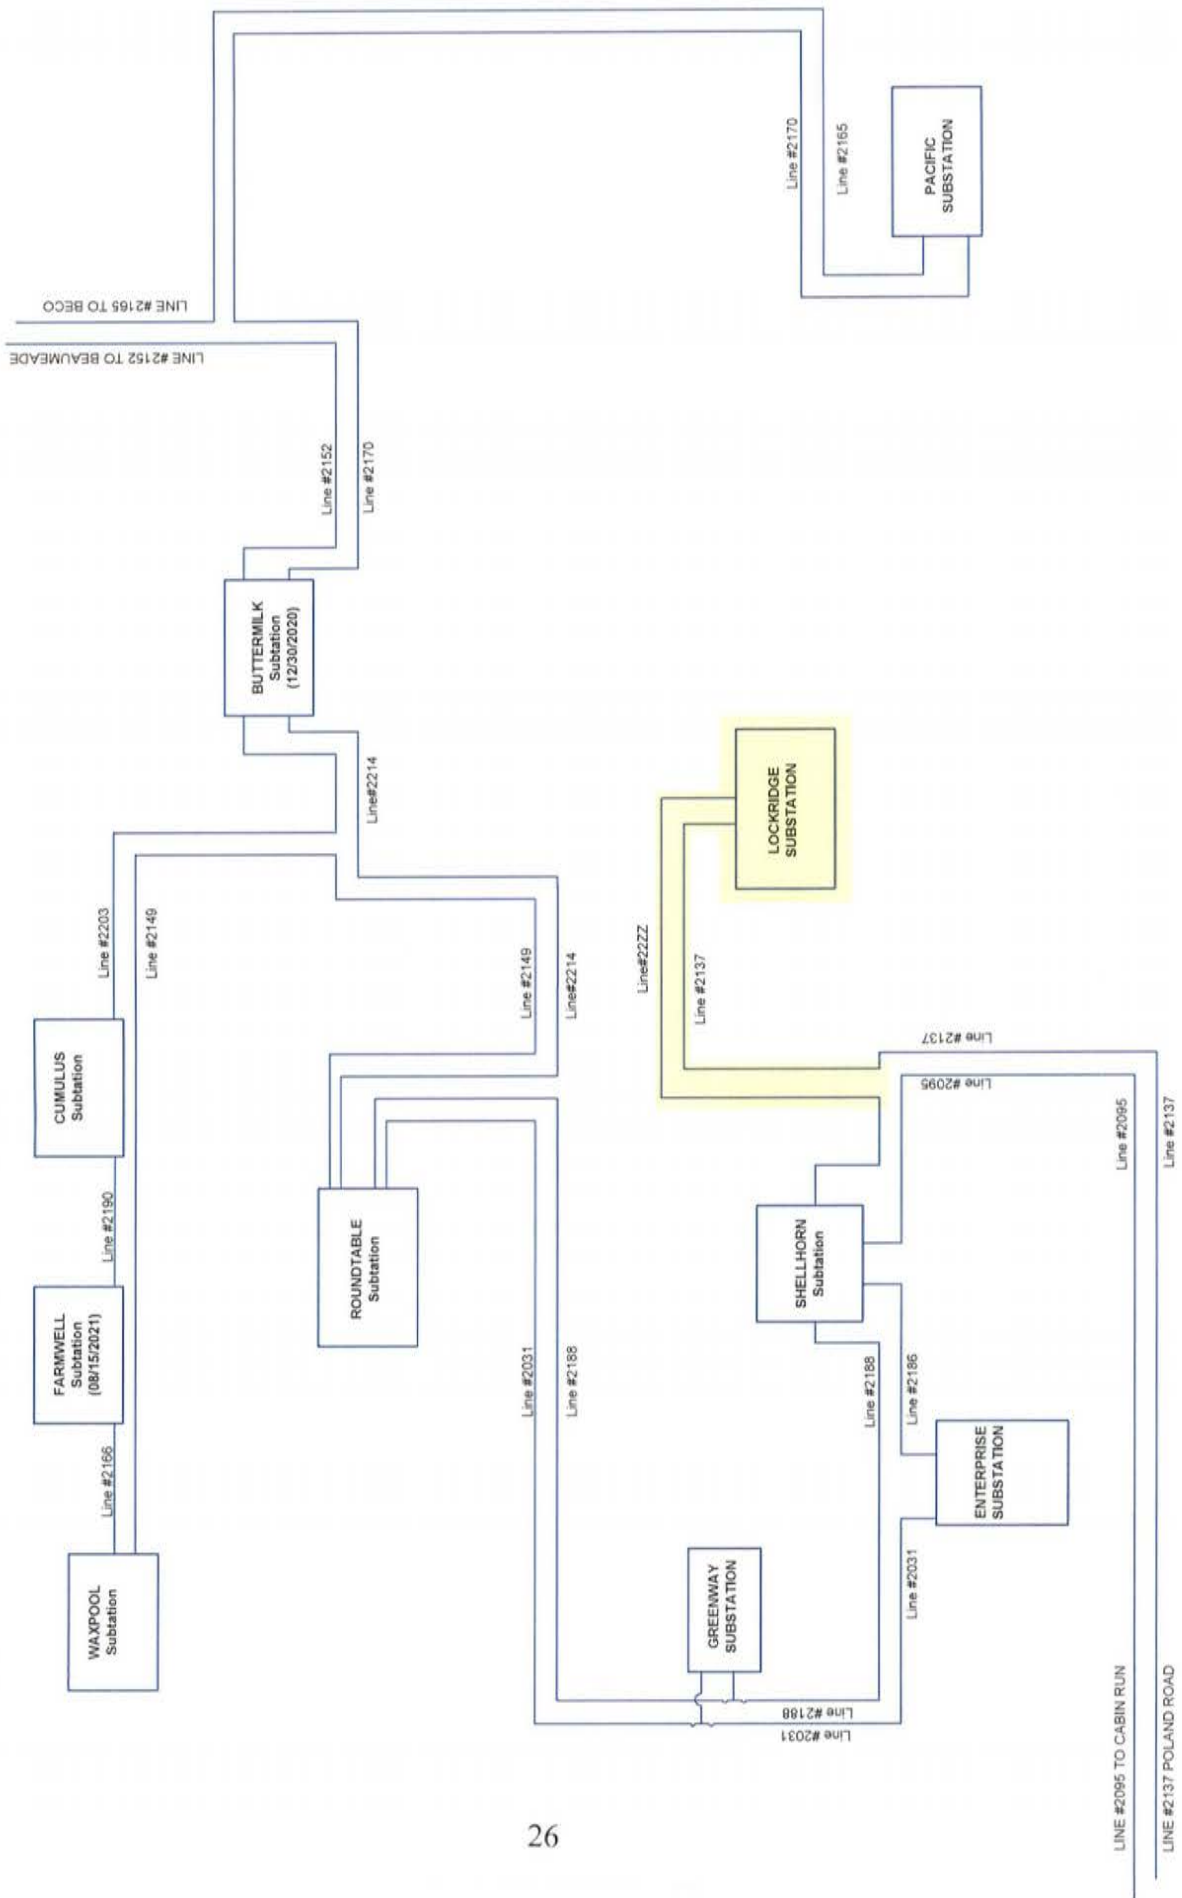 LINE #2165 TO BECO
LINE #2152 TO BEAUMEADE
Line #2170
Line #2165
PACIFIC
SUBSTATION
Line #2152
Line #2170
BUTTERMILK
Subtation
(12/30/2020)
Line#2214
Line #2203
Line #2149
CUMULUS
Subtation
Line #2190
FARMWELL
Subtation
(08/15/2021)
Line #2166
WAXPOOL
Subtation
Line #2149
Line#2214
ROUNDTABLE
Subtation
Line #2031
Line #2188
LOCKRIDGE
SUBSTATION
Line#22ZZ
Line #2137
Line #2137
Line #2095
Line #2095
Line #2137
SHELLHORN
Subtation
Line #2188
Line #2186
ENTERPRISE
SUBSTATION
Line #2031
GREENWAY
SUBSTATION
Line #2188
Line #2031
LINE #2095 TO CABIN RUN
LINE #2137 POLAND ROAD
26